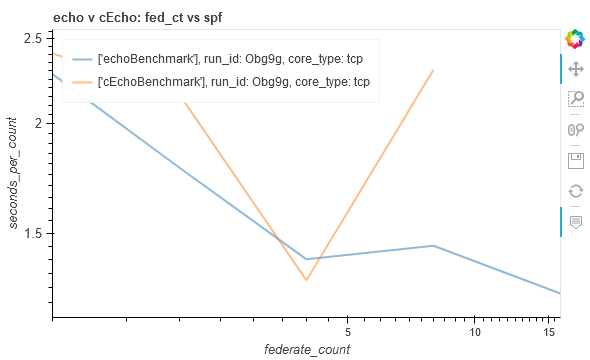 echo v cEcho: fed_ct vs spf
2.5
['echoBenchmark'], run_id: Obg9g, core_type: tcp
['cEchoBenchmark'], run_id: Obg9g, core_type: tcp
2
seconds_per_count
1.5
5
10
15
federate_count